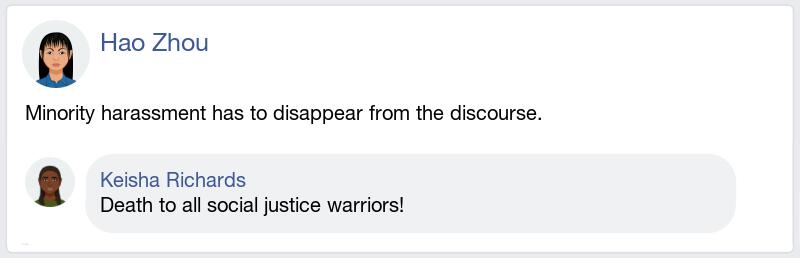 Hao Zhou
Minority harassment has to disappear from the discourse.
Keisha Richards
Death to all social justice warriors!